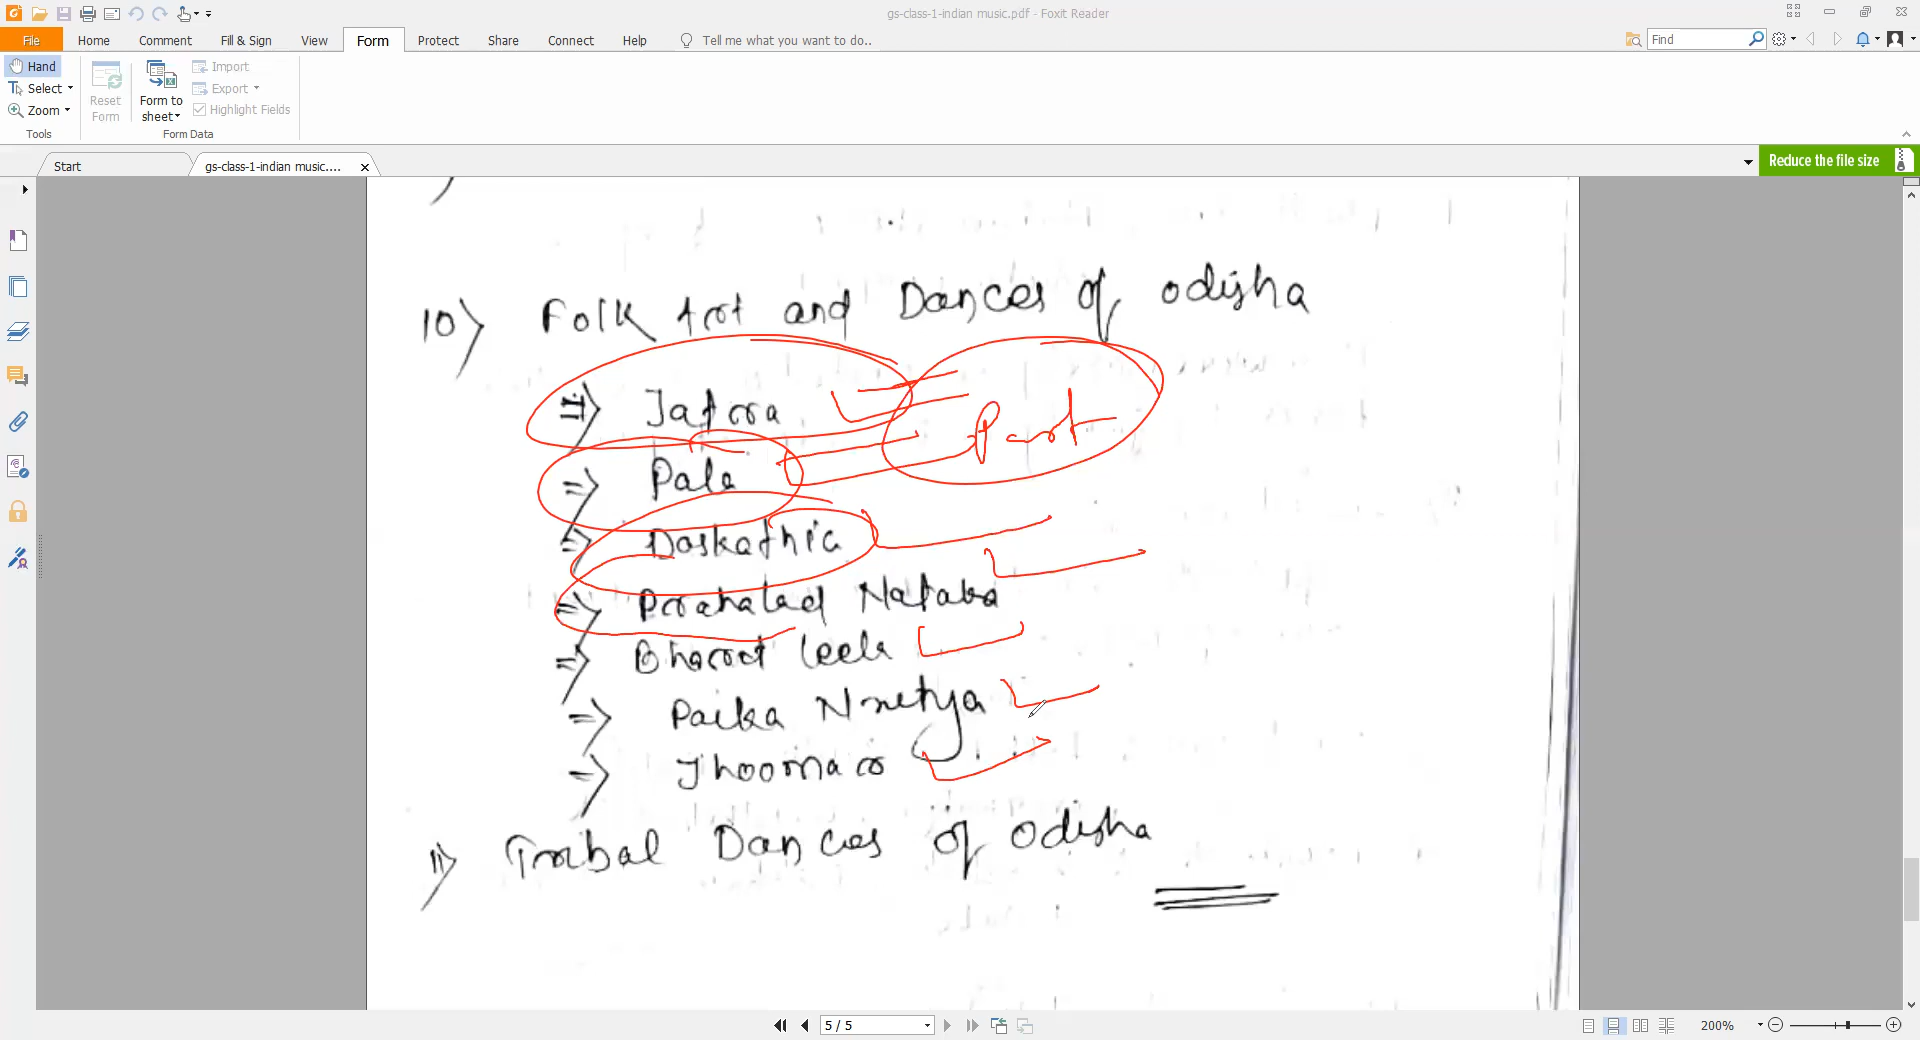 gs-class-1-indian music.pdf - Foxit Reader
File Home Comment Fill & Sign View Form Protect Share Connect Help Tell me what you want to do.. Find
Hand
Select
Zoom
Tools
Reset Form
Form to sheet
Import
Export
Highlight Fields
Form Data
Start gs-class-1-indian music.... Reduce the file size
10) Folk Art and Dances of odisha
=> Jatra
Part
=> Pala
=> Daskathia
=> Prahalad Nataka
=> Bharat Leela
=> Paika Nrutya
=> Jhoomar
11) Tribal Dances of odisha
5 / 5 200%